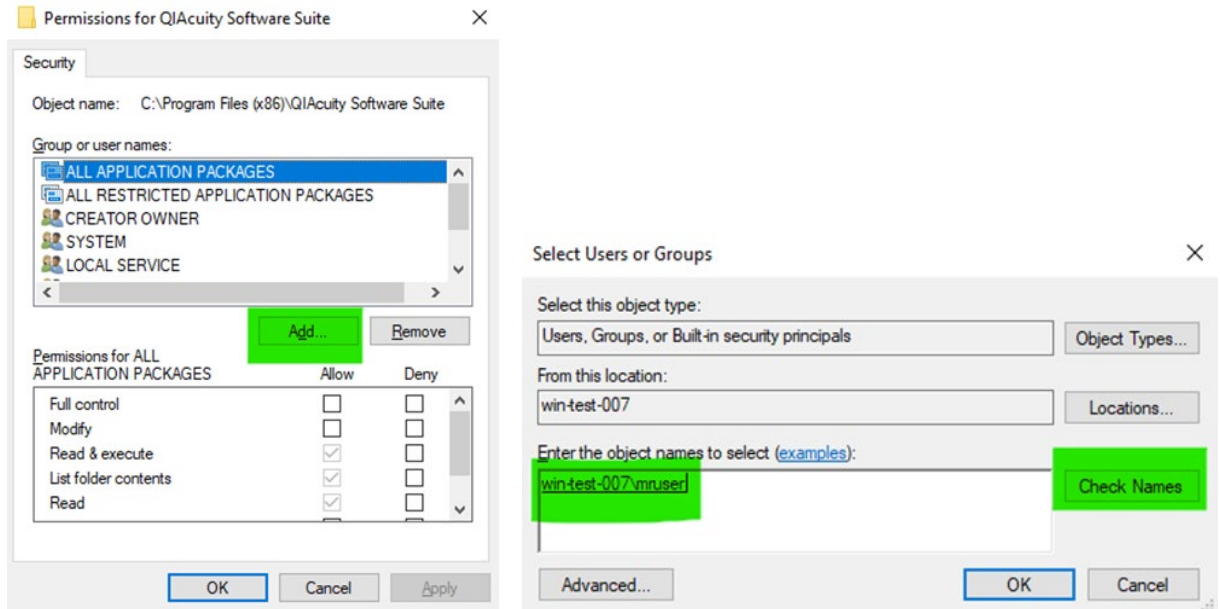 Permissions for QIAcuity Software Suite
Security
Object name: C:\Program Files (x86)\QIAcuity Software Suite
Group or user names:
ALL APPLICATION PACKAGES
ALL RESTRICTED APPLICATION PACKAGES
CREATOR OWNER
SYSTEM
LOCAL SERVICE
Add... Remove
Permissions for ALL
APPLICATION PACKAGES Allow Deny
Full control
Modify
Read & execute
List folder contents
Read
OK Cancel Apply
Select Users or Groups
Select this object type:
Users, Groups, or Built-in security principals Object Types...
From this location:
win-test-007 Locations...
Enter the object names to select (examples):
win-test-007\mruser Check Names
Advanced... OK Cancel